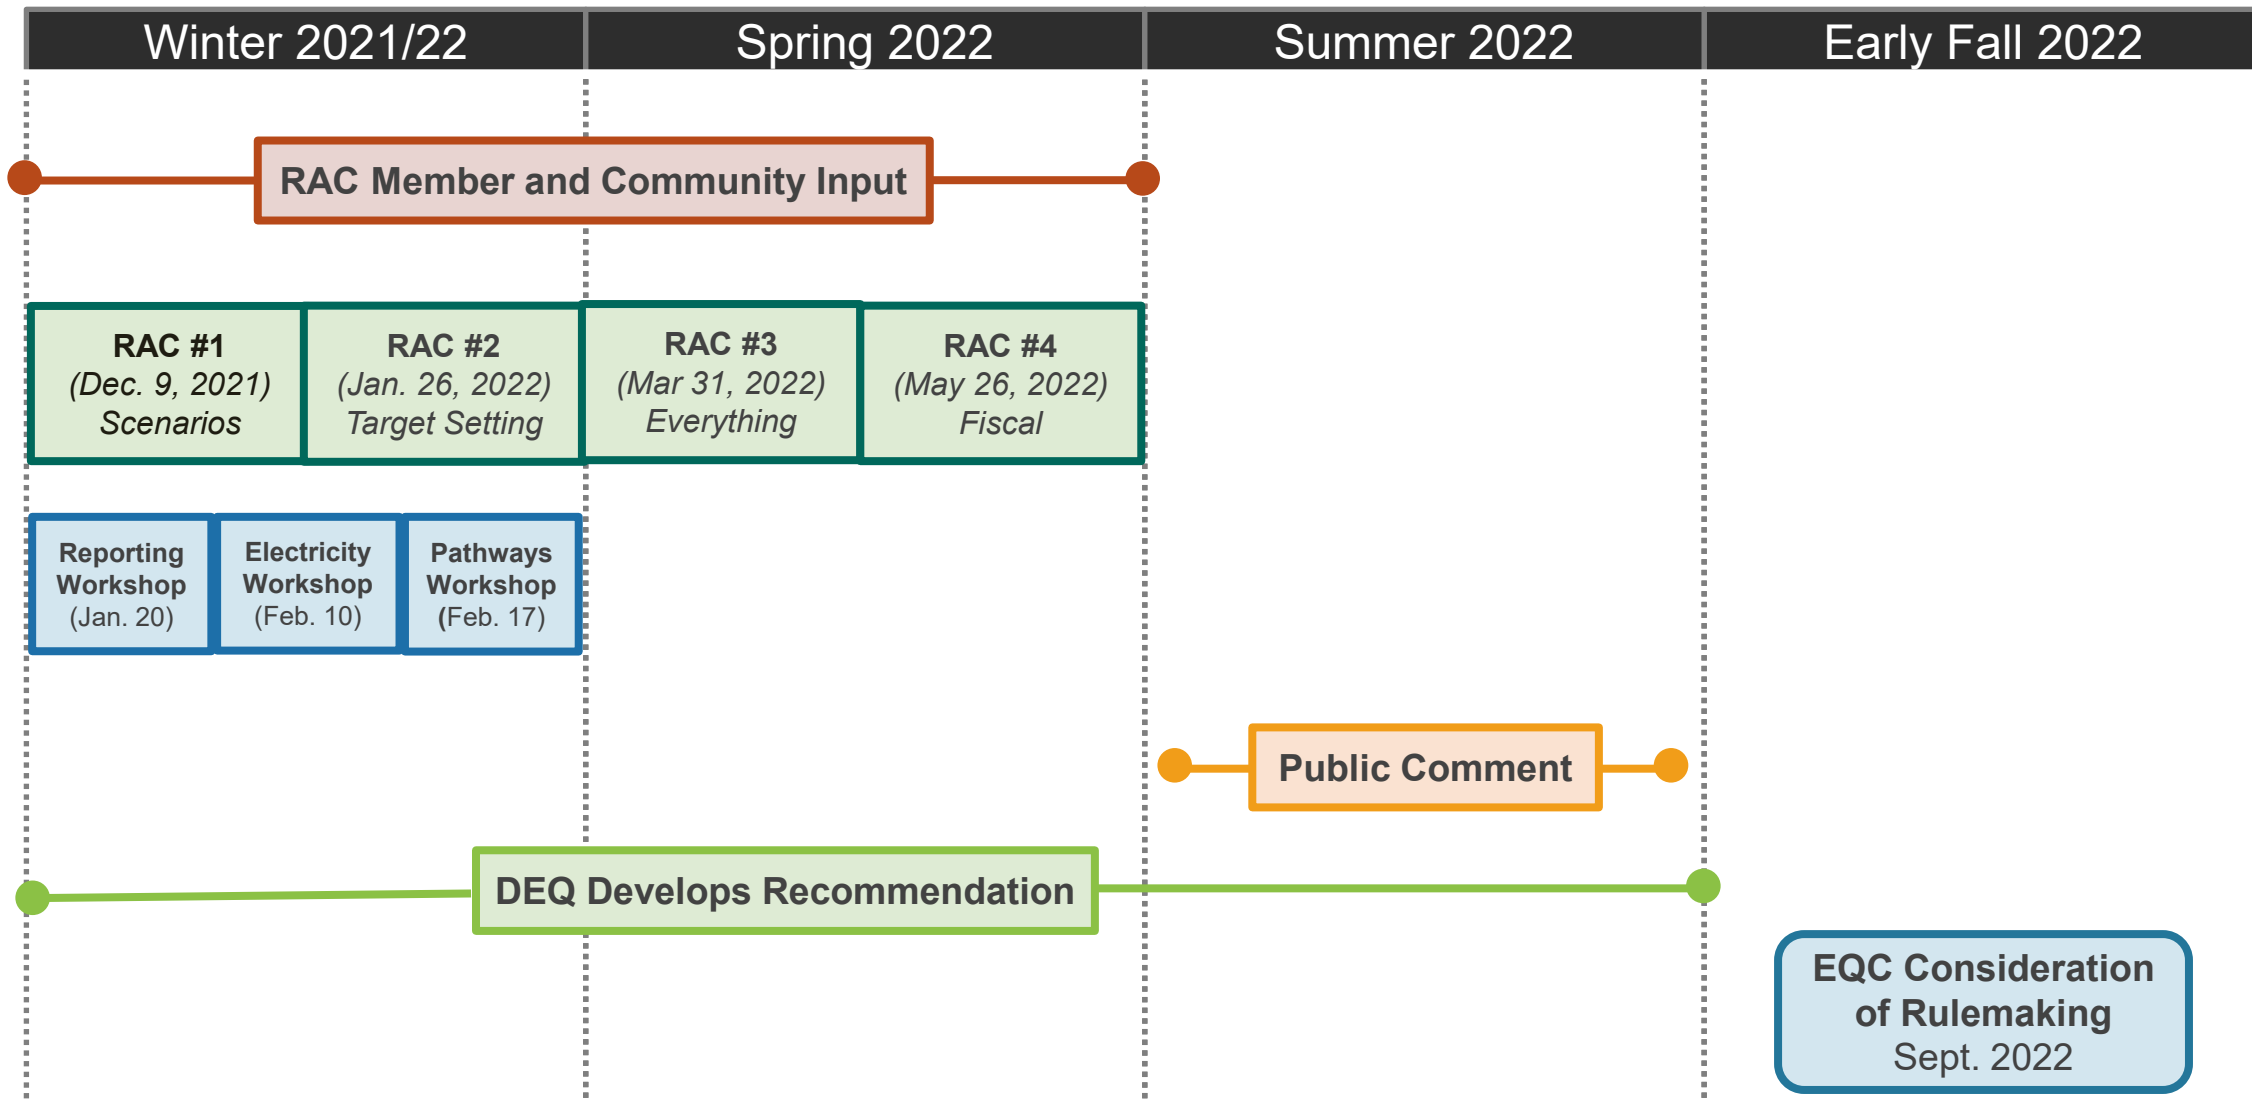 Winter 2021/22
Spring 2022
Summer 2022
Early Fall 2022
RAC Member and Community Input
RAC #1
(Dec. 9, 2021)
Scenarios
RAC #2
(Jan. 26, 2022)
Target Setting
RAC #3
(Mar 31, 2022)
Everything
RAC #4
(May 26, 2022)
Fiscal
Reporting
Workshop
(Jan. 20)
Electricity
Workshop
(Feb. 10)
Pathways
Workshop
(Feb. 17)
Public Comment
DEQ Develops Recommendation
EQC Consideration
of Rulemaking
Sept. 2022